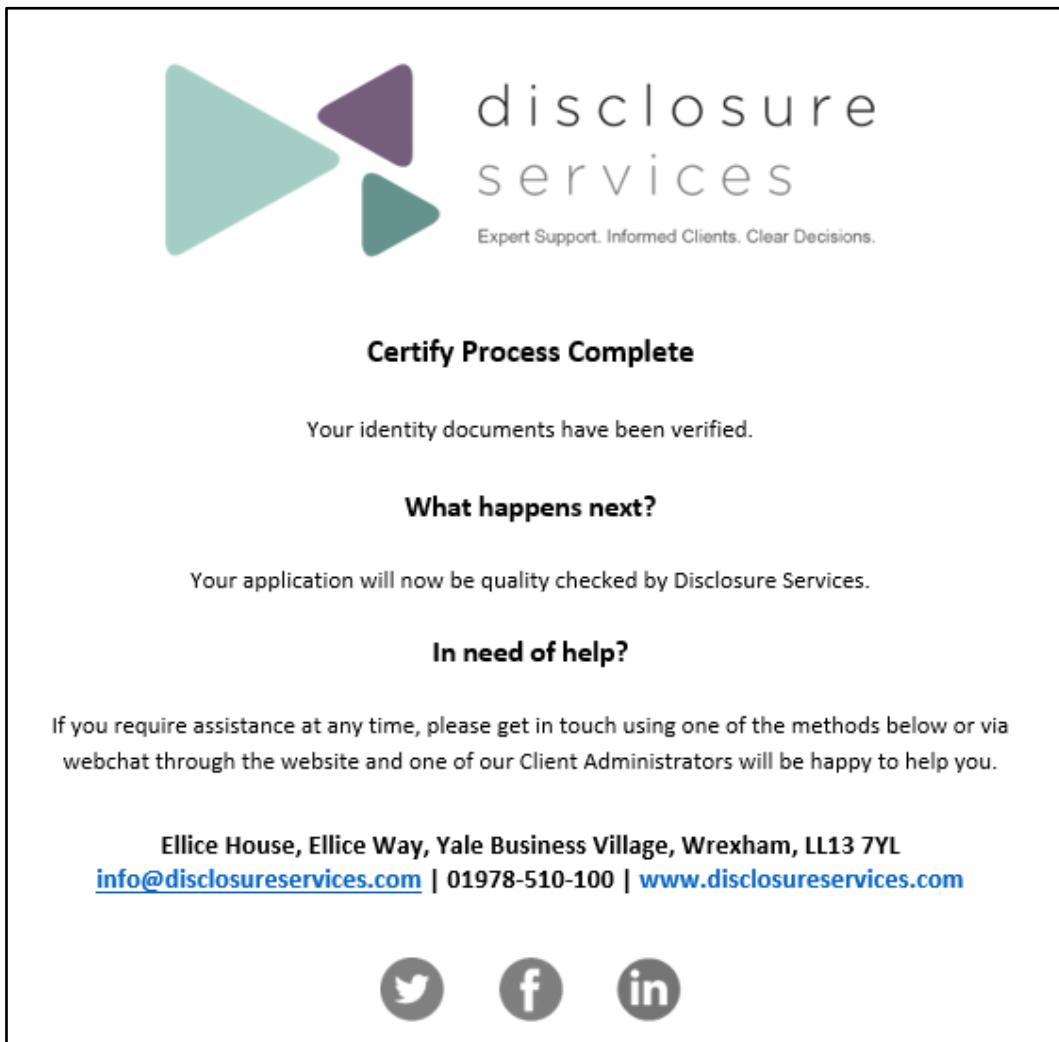 disclosure
services
Expert Support. Informed Clients. Clear Decisions.
Certify Process Complete
Your identity documents have been verified.
What happens next?
Your application will now be quality checked by Disclosure Services.
In need of help?
If you require assistance at any time, please get in touch using one of the methods below or via
webchat through the website and one of our Client Administrators will be happy to help you.
Ellice House, Ellice Way, Yale Business Village, Wrexham, LL13 7YL
info@disclosureservices.com | 01978-510-100 | www.disclosureservices.com
f
in